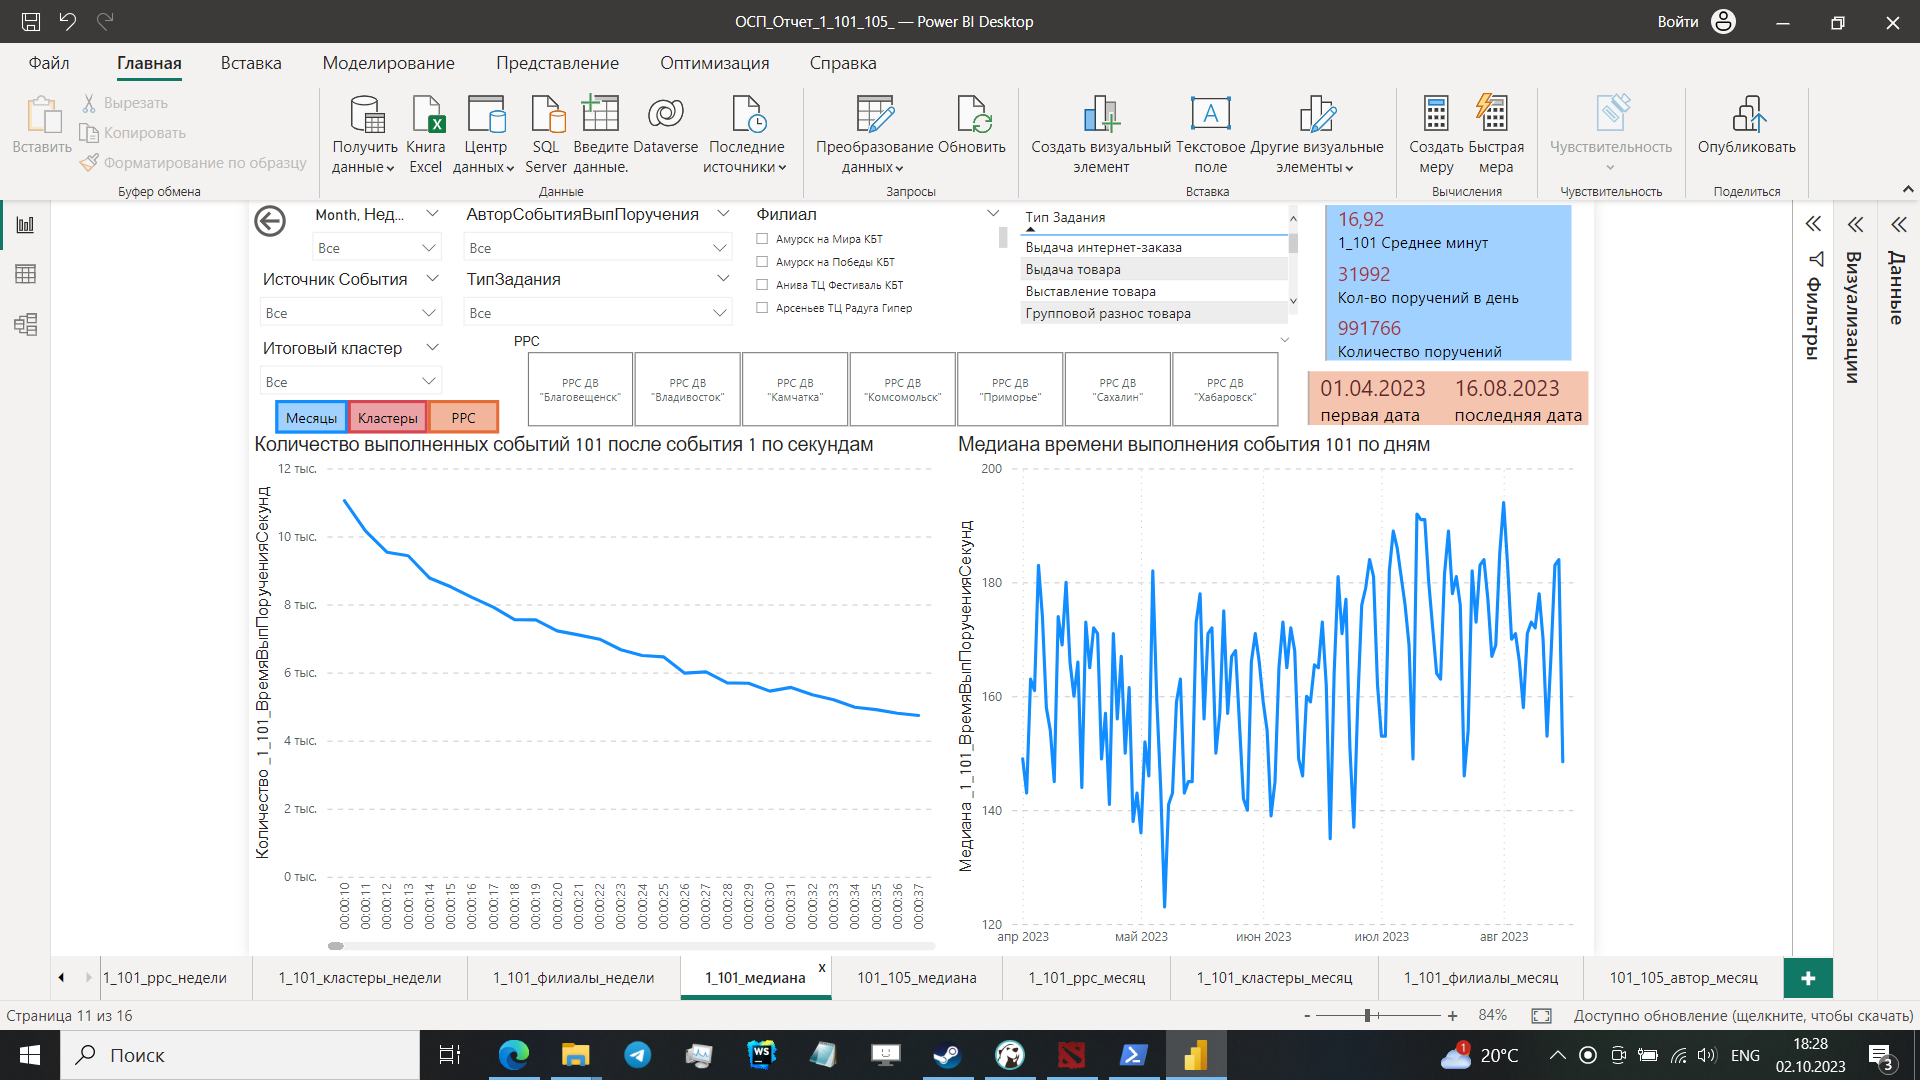 ОСП_Отчет_1_101_105_ — Power BI Desktop
Войти
Файл
Главная
Вставка
Моделирование
Представление
Оптимизация
Справка
Вставить
Вырезать
Копировать
Форматирование по образцу
Буфер обмена
Получить данные
Книга Excel
Центр данных
SQL Server
Введите данные.
Dataverse
Последние источники
Данные
Преобразование данных
Обновить
Запросы
Создать визуальный элемент
Текстовое поле
Другие визуальные элементы
Вставка
Создать меру
Быстрая мера
Вычисления
Чувствительность
Чувствительность
Опубликовать
Поделиться
Month, Нед...
Все
АвторСобытияВыпПоручения
Все
Источник События
Все
ТипЗадания
Все
Итоговый кластер
Все
Филиал
Амурск на Мира КБТ
Амурск на Победы КБТ
Анива ТЦ Фестиваль КБТ
Арсеньев ТЦ Радуга Гипер
Тип Задания
Выдача интернет-заказа
Выдача товара
Выставление товара
Групповой разнос товара
16,92
1_101 Среднее минут
31992
Кол-во поручений в день
991766
Количество поручений
Месяцы
Кластеры
РРС
РРС
РРС ДВ "Благовещенск"
РРС ДВ "Владивосток"
РРС ДВ "Камчатка"
РРС ДВ "Комсомольск"
РРС ДВ "Приморье"
РРС ДВ "Сахалин"
РРС ДВ "Хабаровск"
01.04.2023
первая дата
16.08.2023
последняя дата
Фильтры
Визуализации
Данные
Количество выполненных событий 101 после события 1 по секундам
Количество _1_101_ВремяВыпПорученияСекунд
12 тыс.
10 тыс.
8 тыс.
6 тыс.
4 тыс.
2 тыс.
0 тыс.
00:00:10
00:00:11
00:00:12
00:00:13
00:00:14
00:00:15
00:00:16
00:00:17
00:00:18
00:00:19
00:00:20
00:00:21
00:00:22
00:00:23
00:00:24
00:00:25
00:00:26
00:00:27
00:00:28
00:00:29
00:00:30
00:00:31
00:00:32
00:00:33
00:00:34
00:00:35
00:00:36
00:00:37
Медиана времени выполнения события 101 по дням
Медиана _1_101_ВремяВыпПорученияСекунд
200
180
160
140
120
апр 2023
май 2023
июн 2023
июл 2023
авг 2023
1_101_ррс_недели
1_101_кластеры_недели
1_101_филиалы_недели
1_101_медиана
x
101_105_медиана
1_101_ррс_месяц
1_101_кластеры_месяц
1_101_филиалы_месяц
101_105_автор_месяц
+
Страница 11 из 16
- + 84%
Доступно обновление (щелкните, чтобы скачать)
Поиск
WS
1
20°C
ENG
18:28
02.10.2023
3